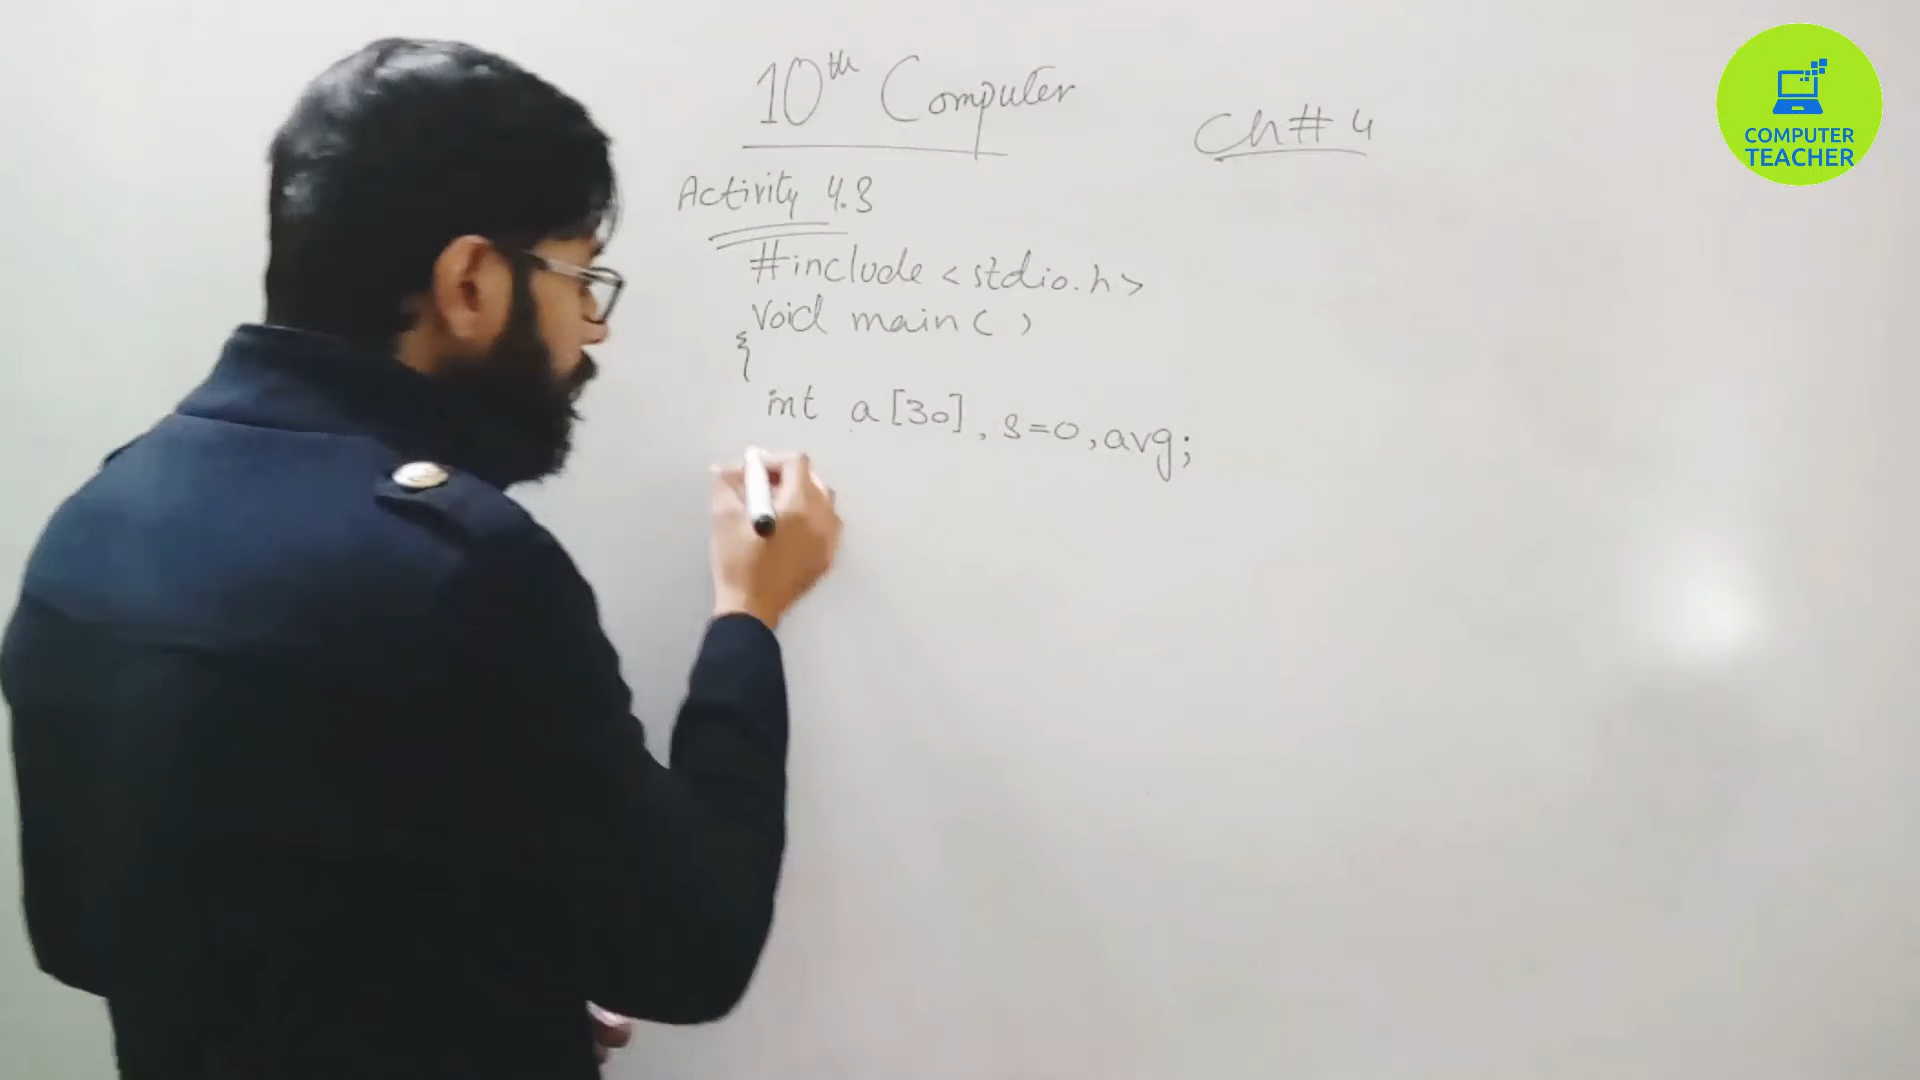 10th Computer
Ch# 4
Activity 4.3
#include <stdio.h>
void main( )
{
int a[30], s=0, avg;
COMPUTER
TEACHER